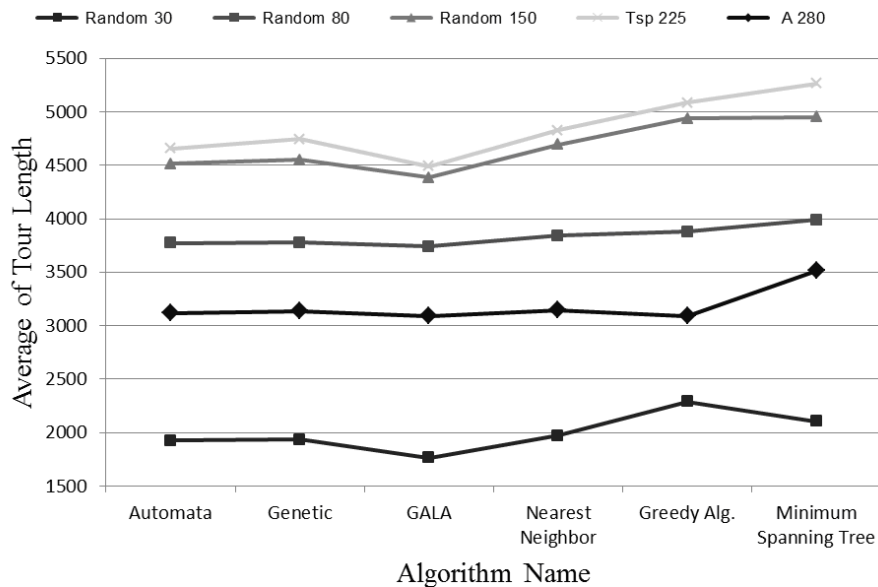 Random 30 Random 80 Random 150 Tsp 225 A 280
5500
5000
4500
4000
3500
3000
2500
2000
1500
Average of Tour Length
Automata Genetic GALA Nearest Neighbor Greedy Alg. Minimum Spanning Tree
Algorithm Name